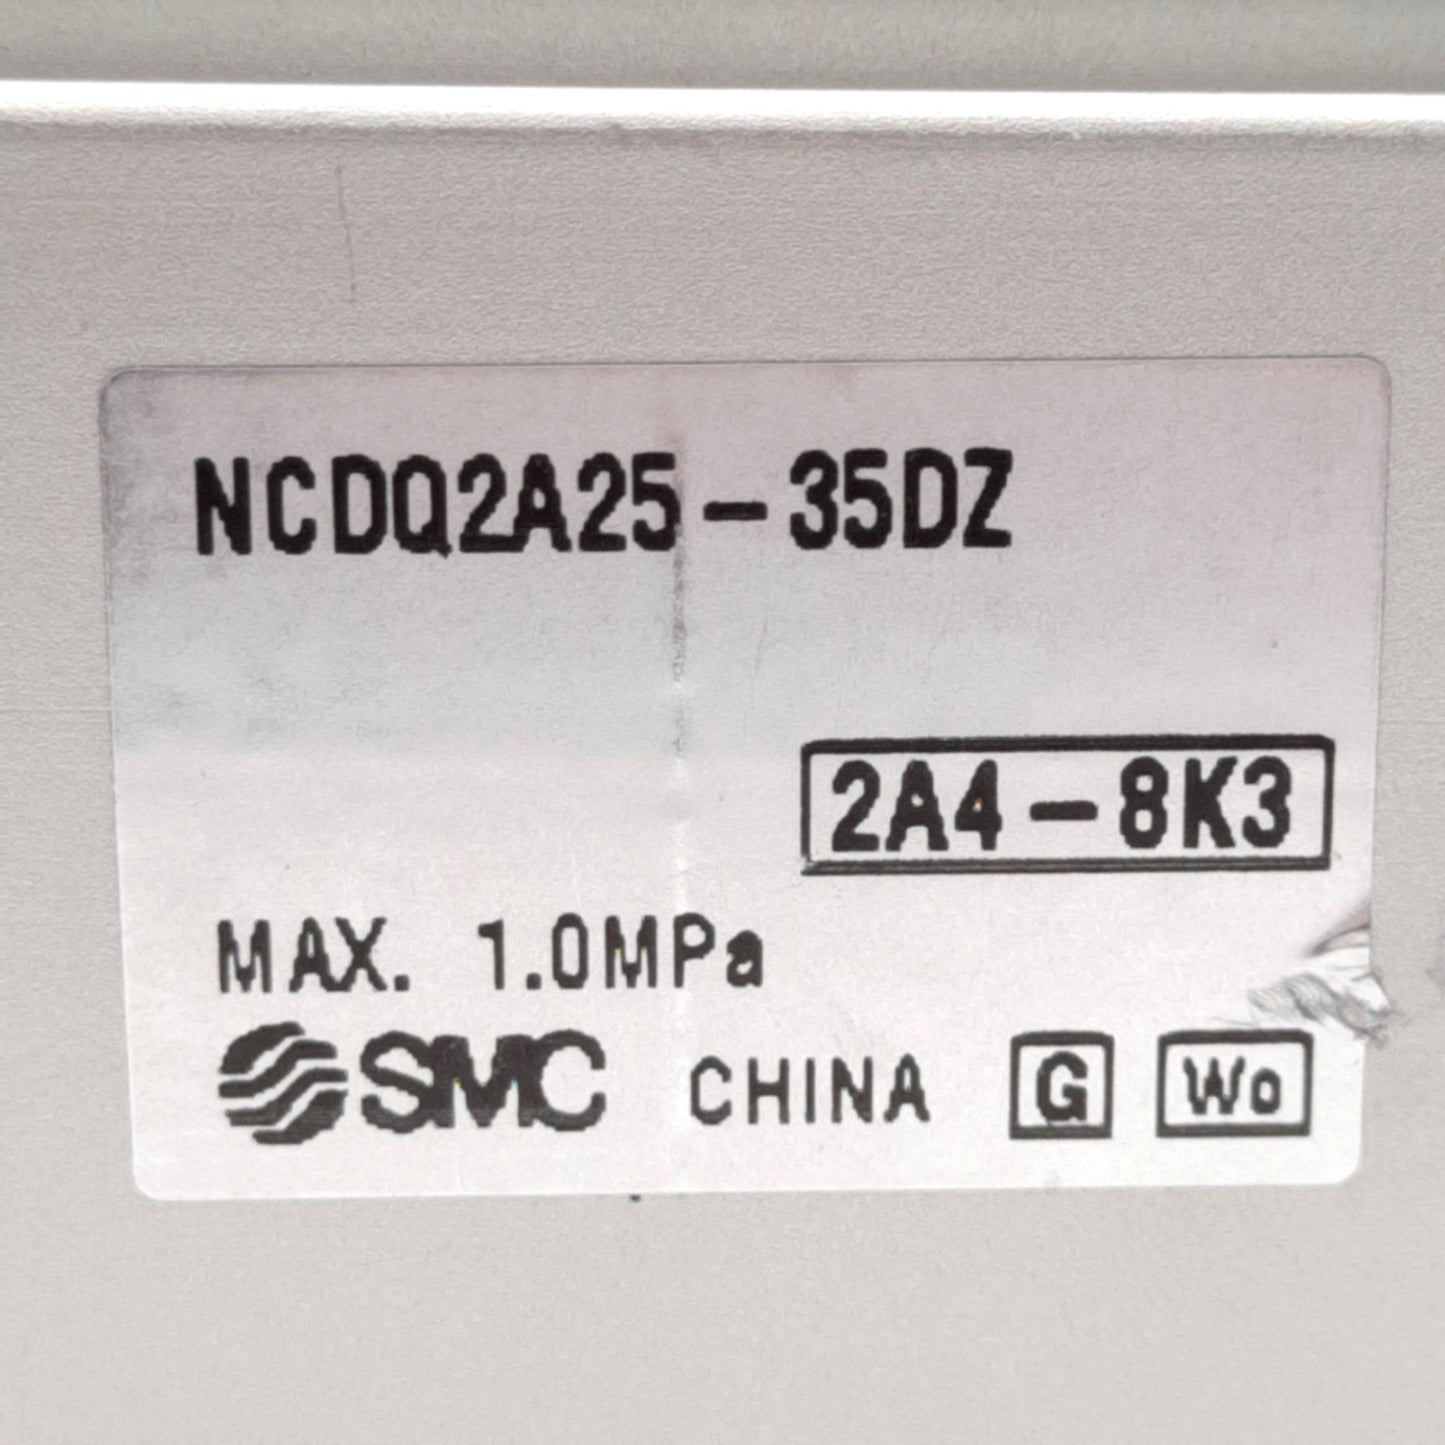 NCDQ2A25-35DZ
2A4-8K3
MAX. 1.0MPa
SMC CHINA G Wo